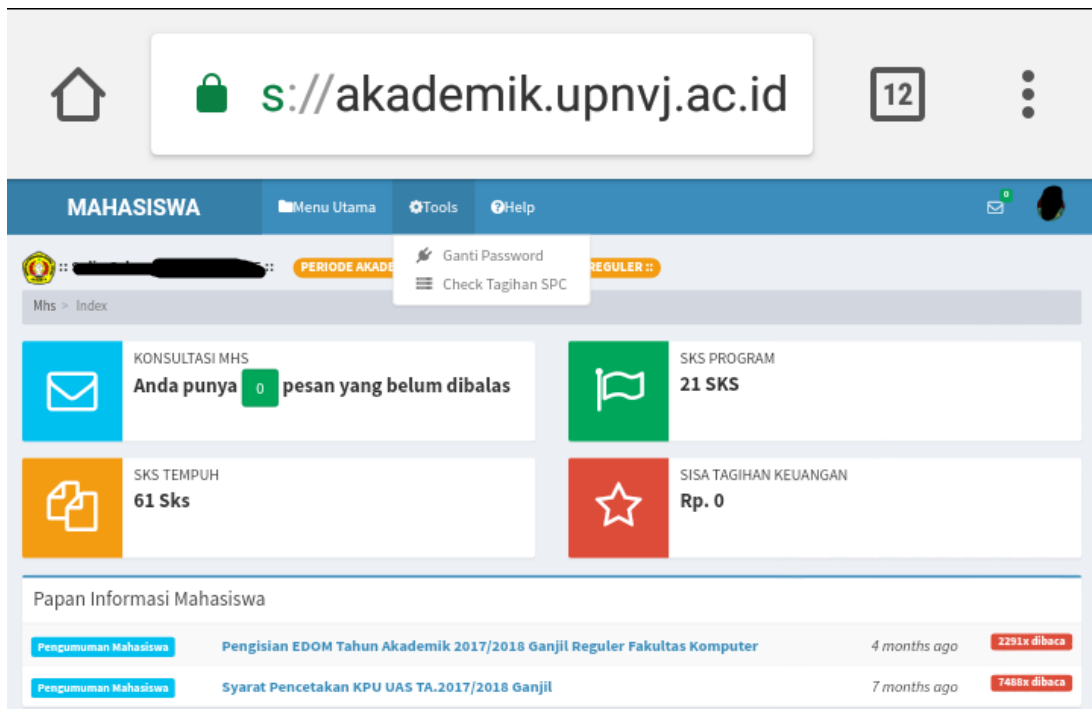 s://akademik.upnvj.ac.id
12
MAHASISWA
Menu Utama
Tools
Help
0
::
::
PERIODE AKADE
REGULER ::
Ganti Password
Check Tagihan SPC
Mhs > Index
KONSULTASI MHS
Anda punya 0 pesan yang belum dibalas
SKS PROGRAM
21 SKS
SKS TEMPUH
61 Sks
SISA TAGIHAN KEUANGAN
Rp. 0
Papan Informasi Mahasiswa
Pengumuman Mahasiswa
Pengisian EDOM Tahun Akademik 2017/2018 Ganjil Reguler Fakultas Komputer
4 months ago
2291x dibaca
Pengumuman Mahasiswa
Syarat Pencetakan KPU UAS TA.2017/2018 Ganjil
7 months ago
7488x dibaca